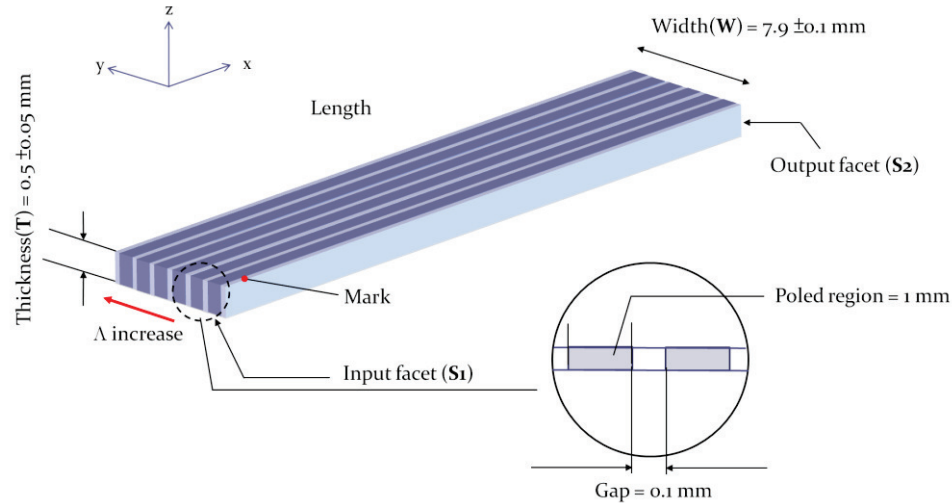 z
y
x
Width(W) = 7.9 ±0.1 mm
Length
Thickness(T) = 0.5 ±0.05 mm
Output facet (S2)
Mark
Λ increase
Input facet (S1)
Poled region = 1 mm
Gap = 0.1 mm